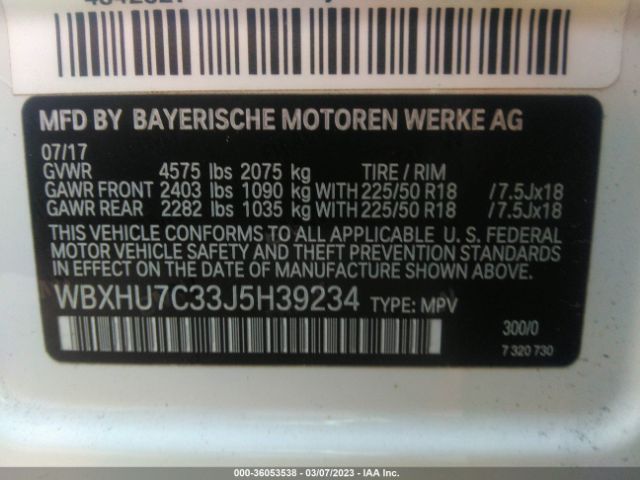 MFD BY BAYERISCHE MOTOREN WERKE AG
07/17
GVWR 4575 lbs 2075 kg TIRE / RIM
GAWR FRONT 2403 lbs 1090 kg WITH 225/50 R18 /7.5Jx18
GAWR REAR 2282 lbs 1035 kg WITH 225/50 R18 /7.5Jx18
THIS VEHICLE CONFORMS TO ALL APPLICABLE U. S. FEDERAL
MOTOR VEHICLE SAFETY AND THEFT PREVENTION STANDARDS
IN EFFECT ON THE DATE OF MANUFACTURE SHOWN ABOVE.
WBXHU7C33J5H39234 TYPE: MPV
300/0
7 320 730
000-36053538 - 03/07/2023 - IAA Inc.